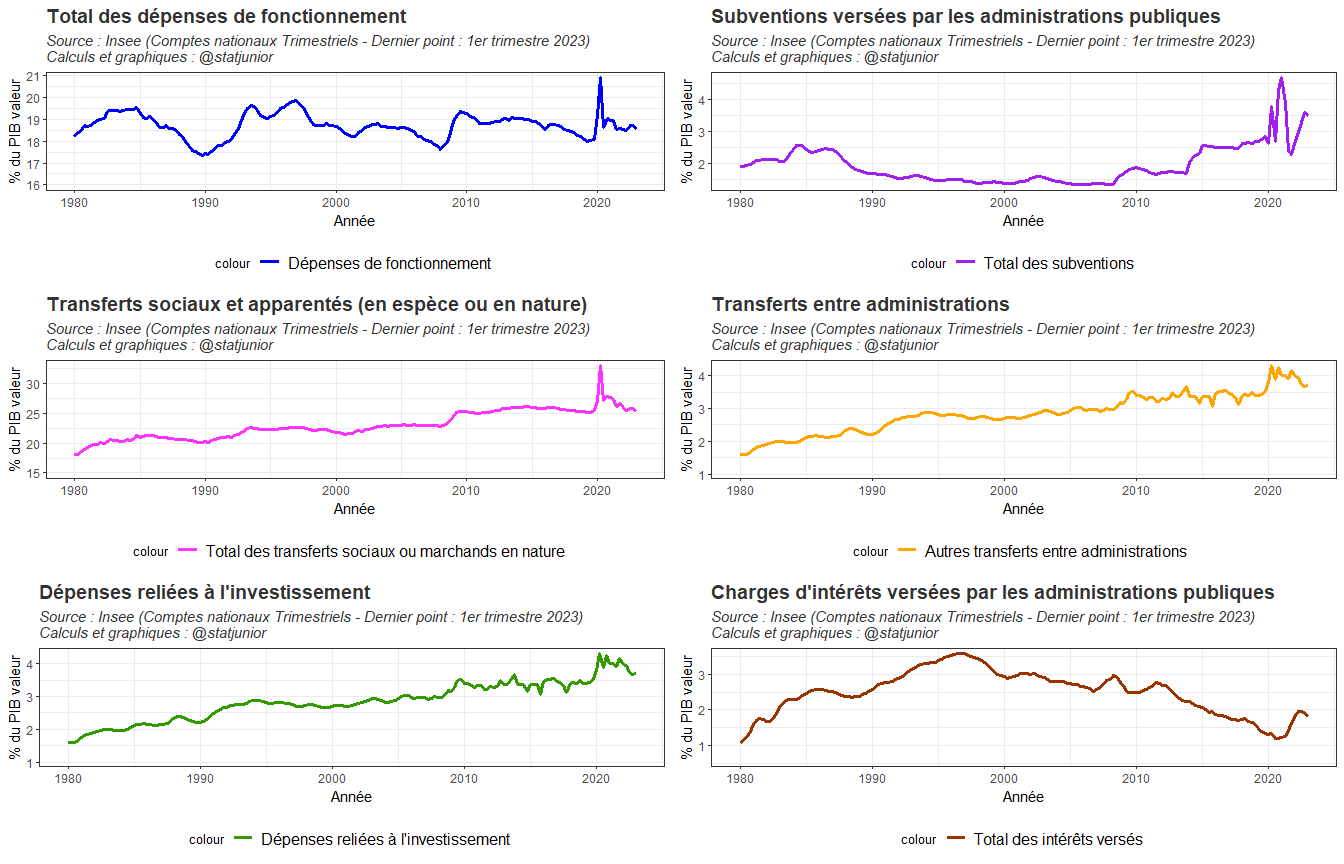 Total des dépenses de fonctionnement
Source : Insee (Comptes nationaux Trimestriels - Dernier point : 1er trimestre 2023)
Calculs et graphiques : @statjunior
% du PIB valeur
21
20
19
18
17
16
1980 1990 2000 2010 2020
Année
colour Dépenses de fonctionnement
Subventions versées par les administrations publiques
Source : Insee (Comptes nationaux Trimestriels - Dernier point : 1er trimestre 2023)
Calculs et graphiques : @statjunior
% du PIB valeur
4
3
2
1980 1990 2000 2010 2020
Année
colour Total des subventions
Transferts sociaux et apparentés (en espèce ou en nature)
Source : Insee (Comptes nationaux Trimestriels - Dernier point : 1er trimestre 2023)
Calculs et graphiques : @statjunior
% du PIB valeur
30
25
20
15
1980 1990 2000 2010 2020
Année
colour Total des transferts sociaux ou marchands en nature
Transferts entre administrations
Source : Insee (Comptes nationaux Trimestriels - Dernier point : 1er trimestre 2023)
Calculs et graphiques : @statjunior
% du PIB valeur
4
3
2
1
1980 1990 2000 2010 2020
Année
colour Autres transferts entre administrations
Dépenses reliées à l'investissement
Source : Insee (Comptes nationaux Trimestriels - Dernier point : 1er trimestre 2023)
Calculs et graphiques : @statjunior
% du PIB valeur
4
3
2
1
1980 1990 2000 2010 2020
Année
colour Dépenses reliées à l'investissement
Charges d'intérêts versées par les administrations publiques
Source : Insee (Comptes nationaux Trimestriels - Dernier point : 1er trimestre 2023)
Calculs et graphiques : @statjunior
% du PIB valeur
3
2
1
1980 1990 2000 2010 2020
Année
colour Total des intérêts versés